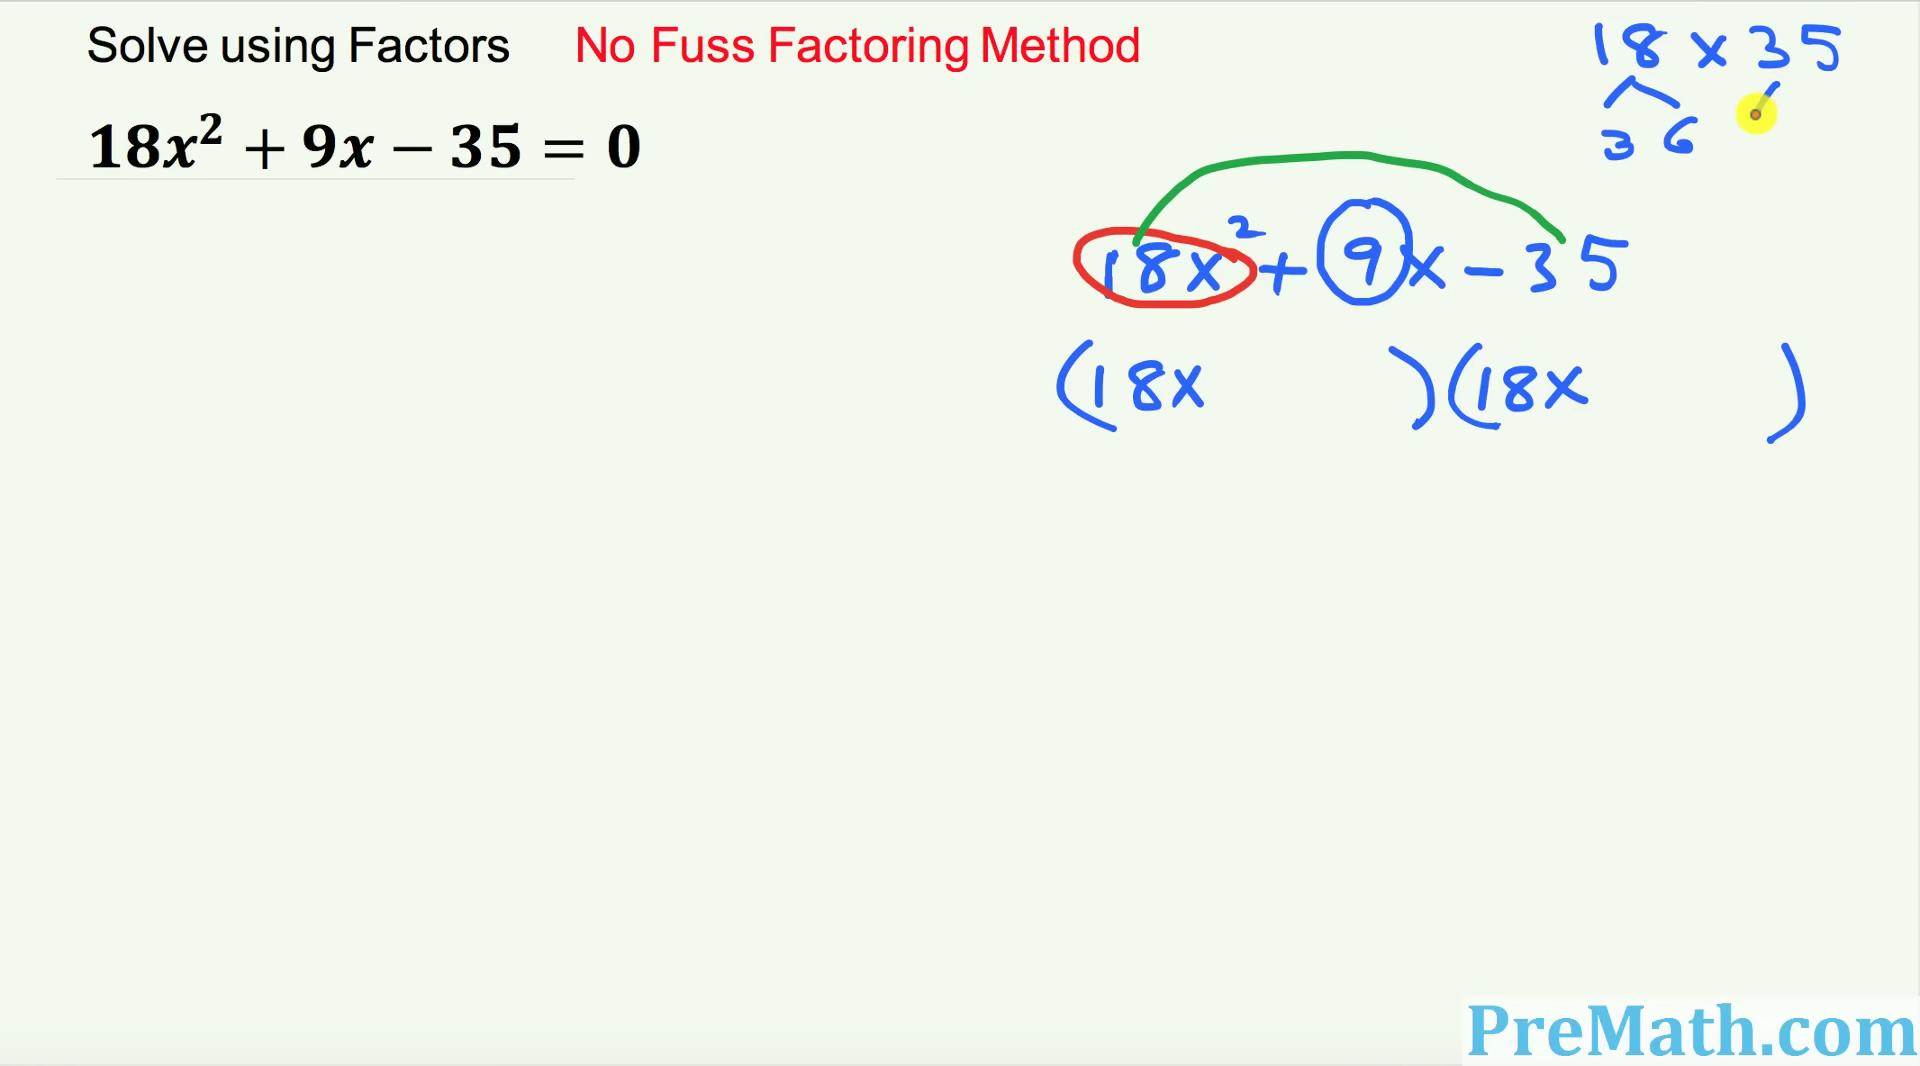 Solve using Factors No Fuss Factoring Method
18x² + 9x − 35 = 0
18 x 35
3 6
18x² + 9x − 35
(18x )(18x )
PreMath.com